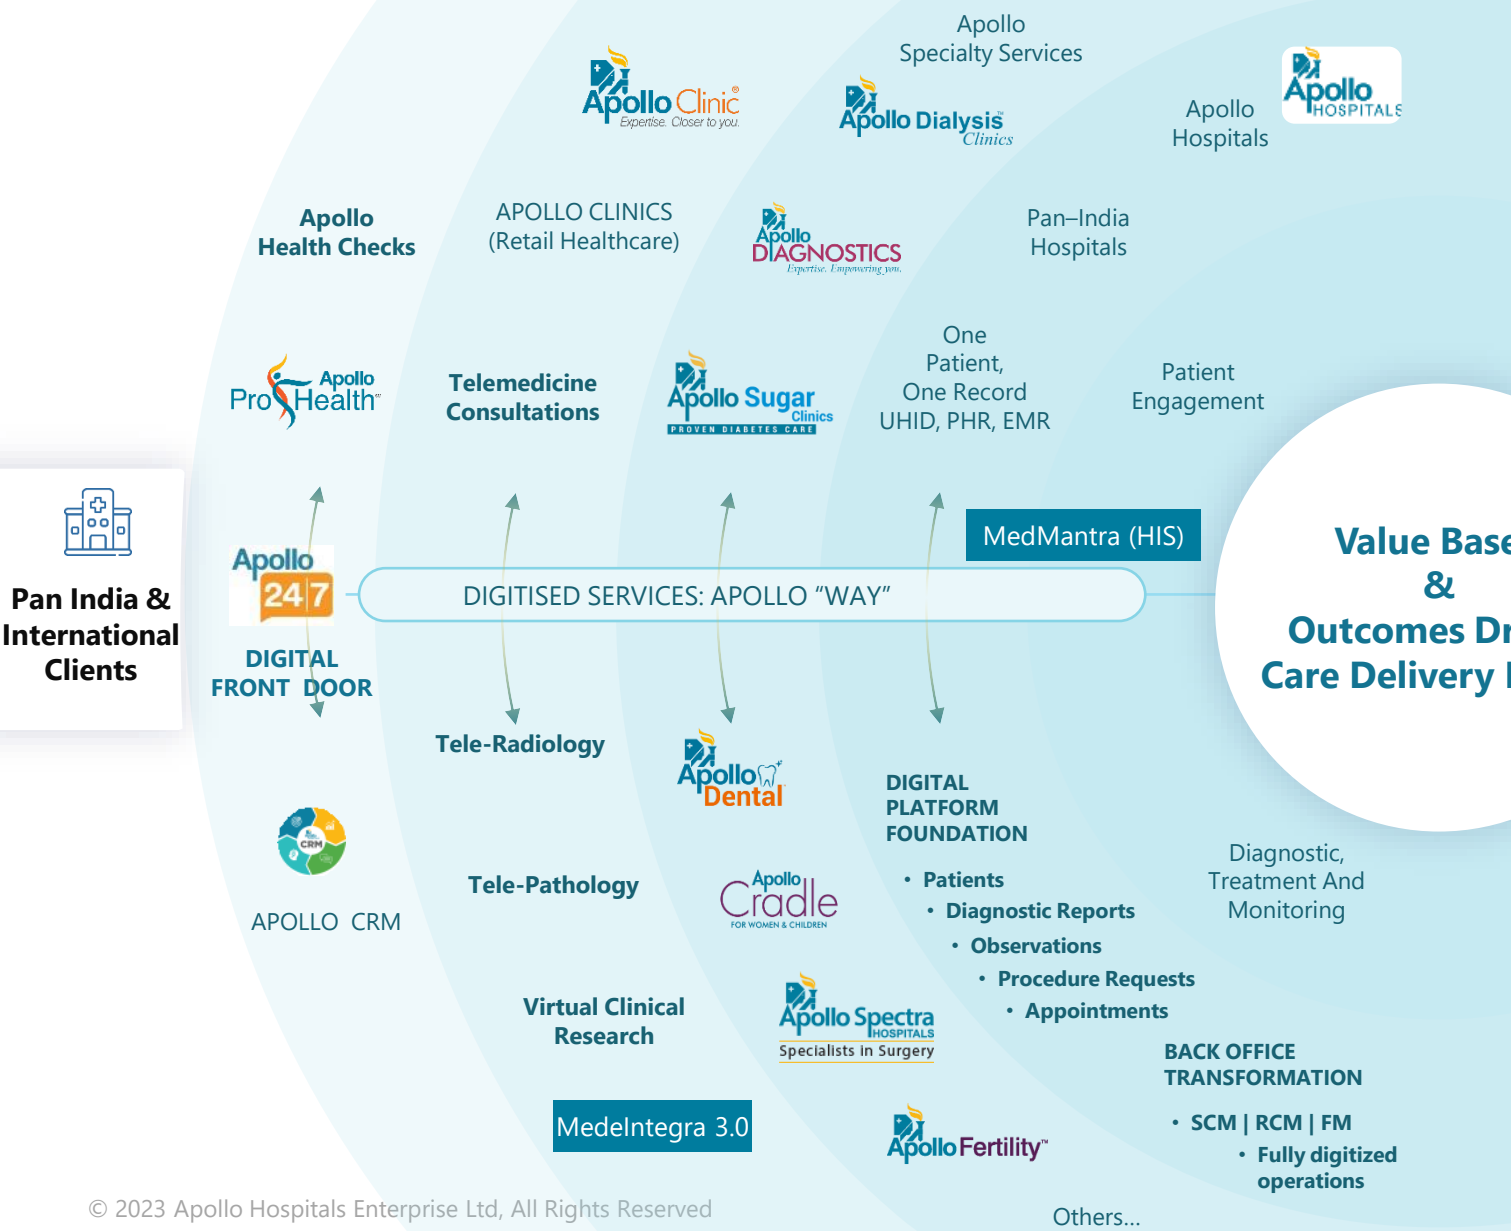 Apollo
Specialty Services
Apollo Clinic®
Expertise. Closer to you.
Apollo Dialysis™
Clinics
Apollo
Hospitals
Apollo
HOSPITALS
Apollo
Health Checks
APOLLO CLINICS
(Retail Healthcare)
Apollo
DIAGNOSTICS
Expertise. Empowering you.
Pan–India
Hospitals
Apollo
ProHealth
Telemedicine
Consultations
Apollo Sugar
Clinics
PROVEN DIABETES CARE
One
Patient,
One Record
UHID, PHR, EMR
Patient
Engagement
Pan India &
International
Clients
Apollo
24|7
DIGITAL
FRONT DOOR
DIGITISED SERVICES: APOLLO “WAY”
MedMantra (HIS)
Value Base
&
Outcomes Dr
Care Delivery
Tele-Radiology
Apollo
Dental
DIGITAL
PLATFORM
FOUNDATION
• Patients
• Diagnostic Reports
• Observations
• Procedure Requests
• Appointments
CRM
APOLLO CRM
Tele-Pathology
Apollo
Cradle
FOR WOMEN & CHILDREN
Diagnostic,
Treatment And
Monitoring
Virtual Clinical
Research
Apollo Spectra
HOSPITALS
Specialists in Surgery
BACK OFFICE
TRANSFORMATION
• SCM | RCM | FM
• Fully digitized
operations
MedeIntegra 3.0
Apollo Fertility™
Others...
© 2023 Apollo Hospitals Enterprise Ltd, All Rights Reserved